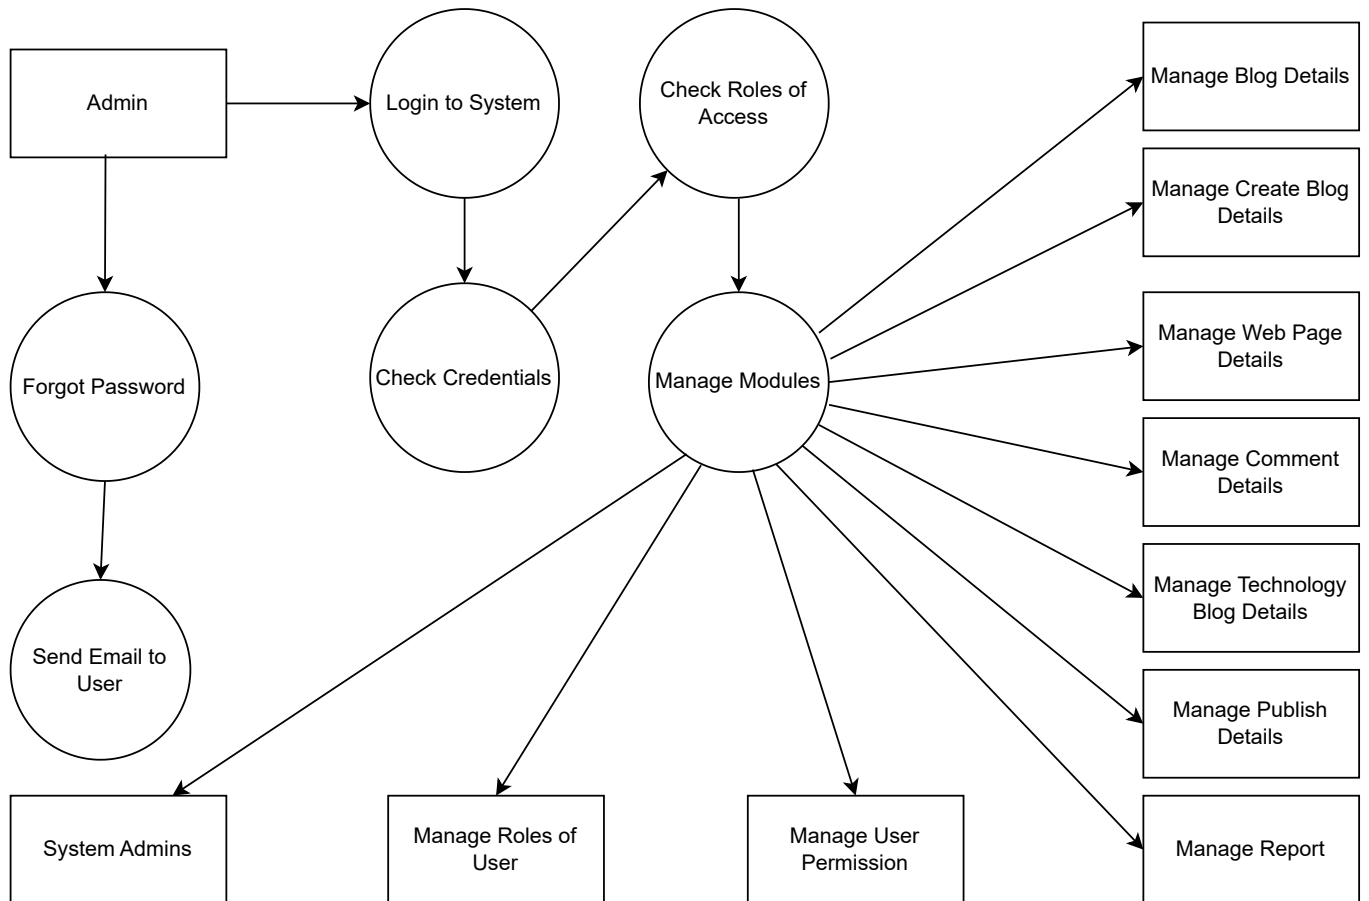 Admin
Login to System
Check Roles of
Access
Manage Blog Details
Manage Create Blog
Details
Manage Web Page
Details
Forgot Password
Check Credentials
Manage Modules
Manage Comment
Details
Manage Technology
Blog Details
Send Email to
User
Manage Publish
Details
System Admins
Manage Roles of
User
Manage User
Permission
Manage Report